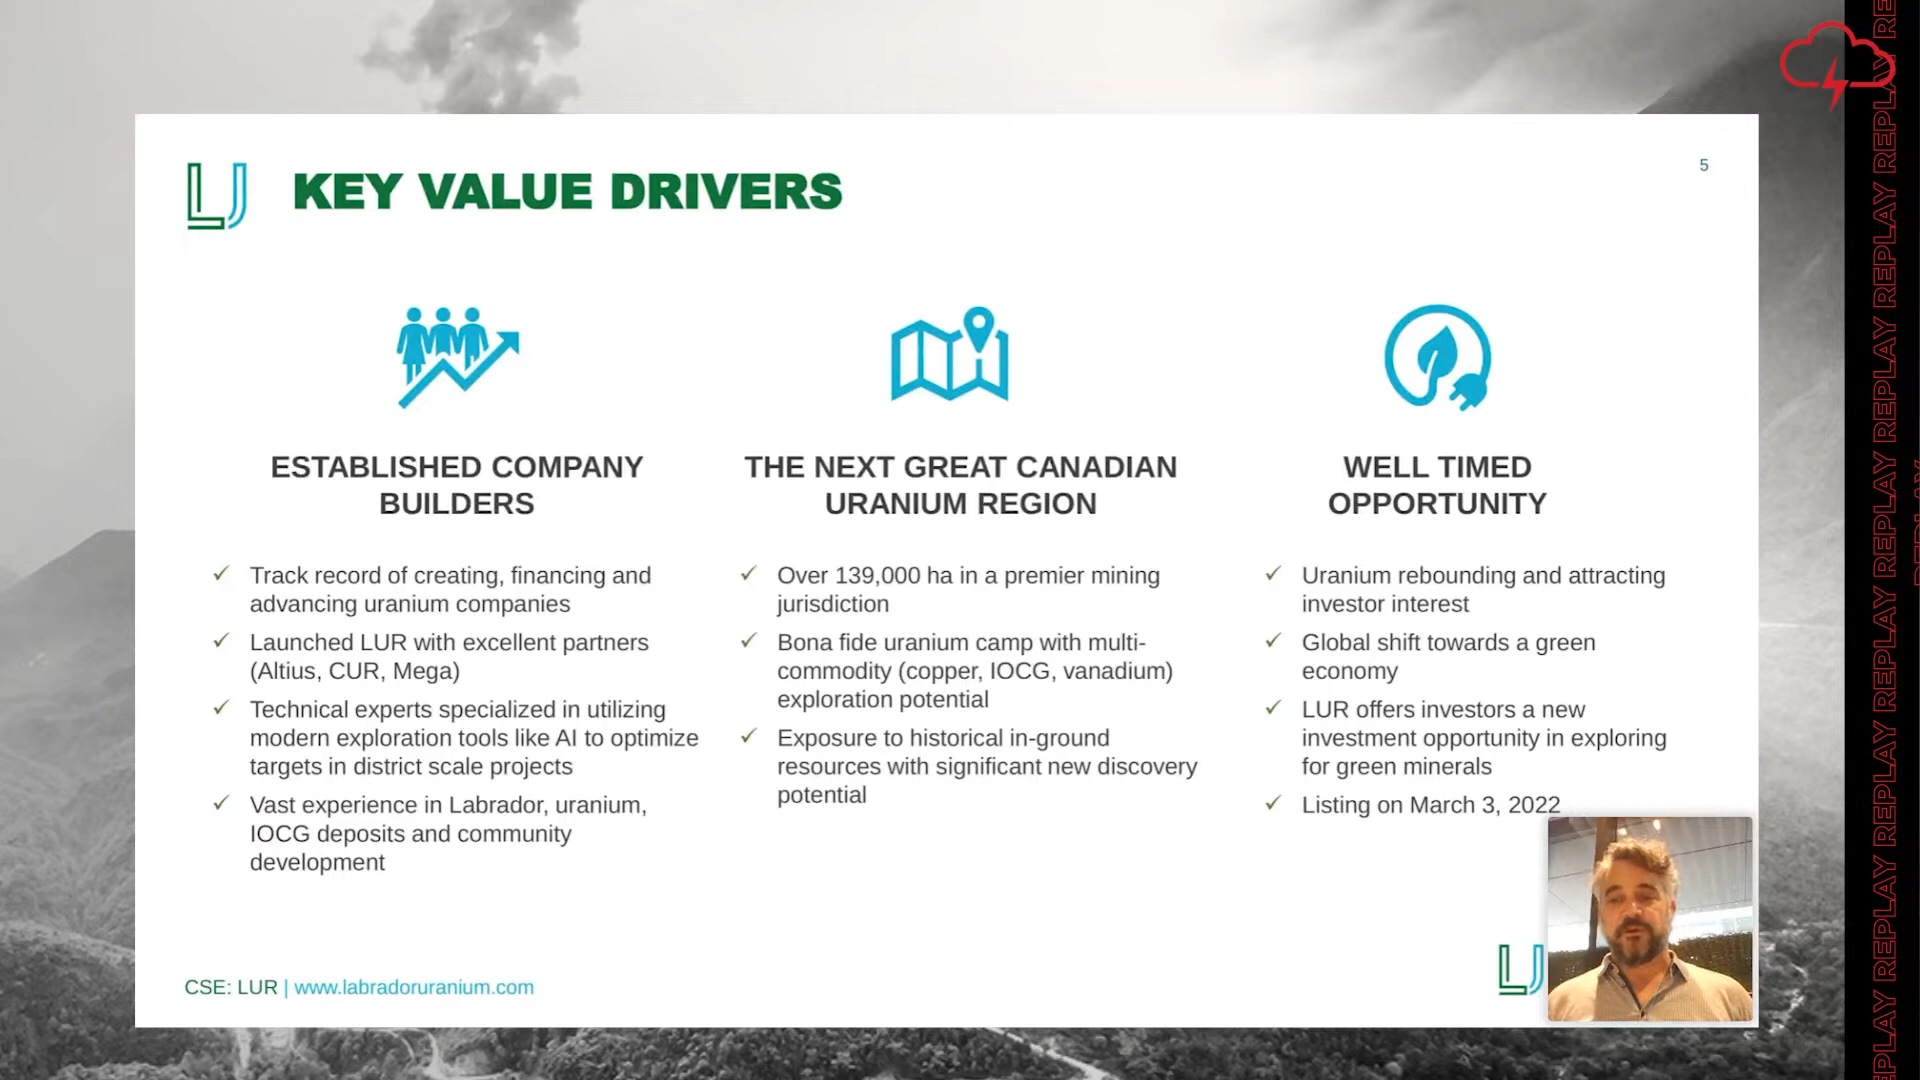 KEY VALUE DRIVERS
5
ESTABLISHED COMPANY
BUILDERS
✓ Track record of creating, financing and
advancing uranium companies
✓ Launched LUR with excellent partners
(Altius, CUR, Mega)
✓ Technical experts specialized in utilizing
modern exploration tools like AI to optimize
targets in district scale projects
✓ Vast experience in Labrador, uranium,
IOCG deposits and community
development
THE NEXT GREAT CANADIAN
URANIUM REGION
✓ Over 139,000 ha in a premier mining
jurisdiction
✓ Bona fide uranium camp with multi-
commodity (copper, IOCG, vanadium)
exploration potential
✓ Exposure to historical in-ground
resources with significant new discovery
potential
WELL TIMED
OPPORTUNITY
✓ Uranium rebounding and attracting
investor interest
✓ Global shift towards a green
economy
✓ LUR offers investors a new
investment opportunity in exploring
for green minerals
✓ Listing on March 3, 2022
CSE: LUR | www.labradoruranium.com
REPLAY REPLAY REPLAY REPLAY REPLAY REPLAY REPLAY REPLAY REPLAY REPLAY